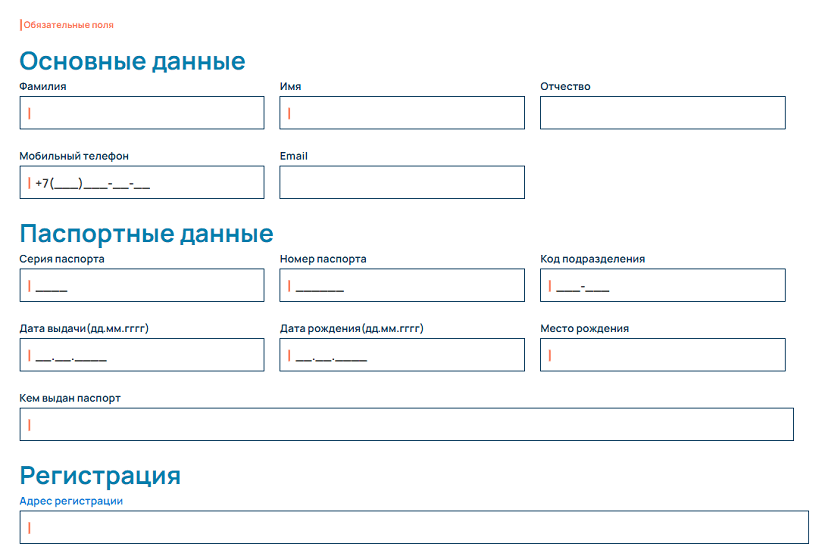 Обязательные поля
Основные данные
Фамилия Имя Отчество
Мобильный телефон Email
+7(___)___-__-__
Паспортные данные
Серия паспорта Номер паспорта Код подразделения
____ ______ ___-___
Дата выдачи(дд.мм.гггг) Дата рождения(дд.мм.гггг) Место рождения
__.__.____ __.__.____
Кем выдан паспорт
Регистрация
Адрес регистрации